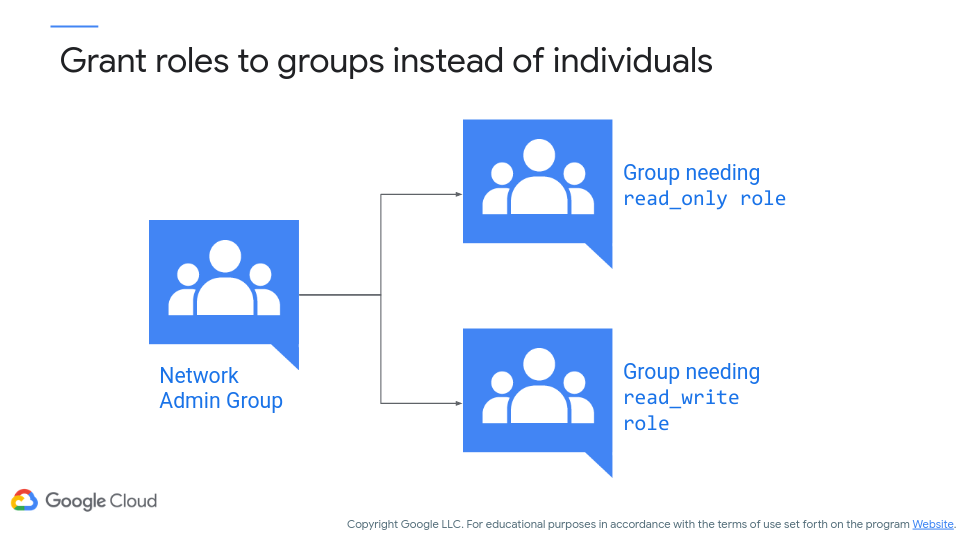 Grant roles to groups instead of individuals
Group needing
read_only role
Network
Admin Group
Group needing
read_write
role
Google Cloud
Copyright Google LLC. For educational purposes in accordance with the terms of use set forth on the program Website.